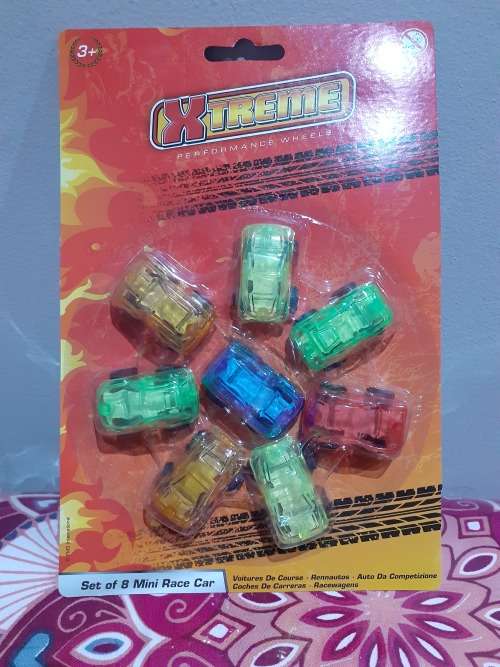 3+
XTREME
PERFORMANCE WHEELS
Set of 8 Mini Race Car
Voitures De Course - Rennautos - Auto Da Competizione
Coches De Carreras - Racewagens